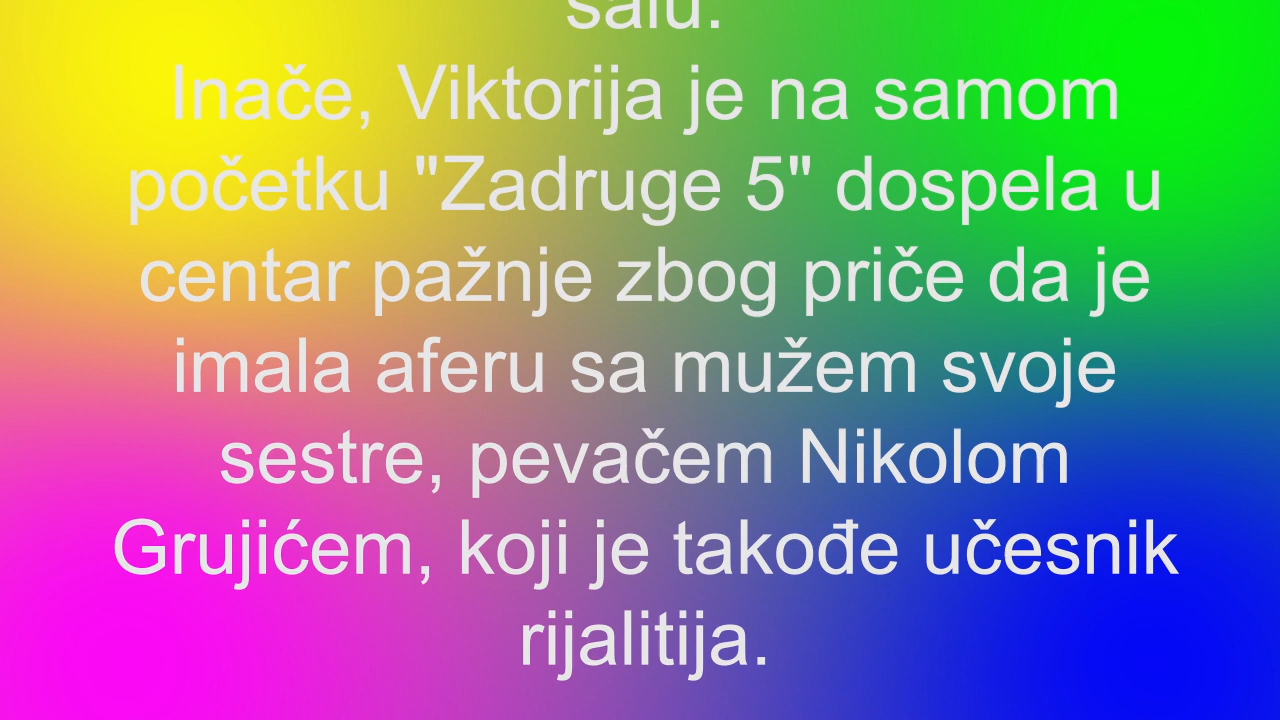 Inače, Viktorija je na samom
početku "Zadruge 5" dospela u
centar pažnje zbog priče da je
imala aferu sa mužem svoje
sestre, pevačem Nikolom
Grujićem, koji je takođe učesnik
rijalitija.